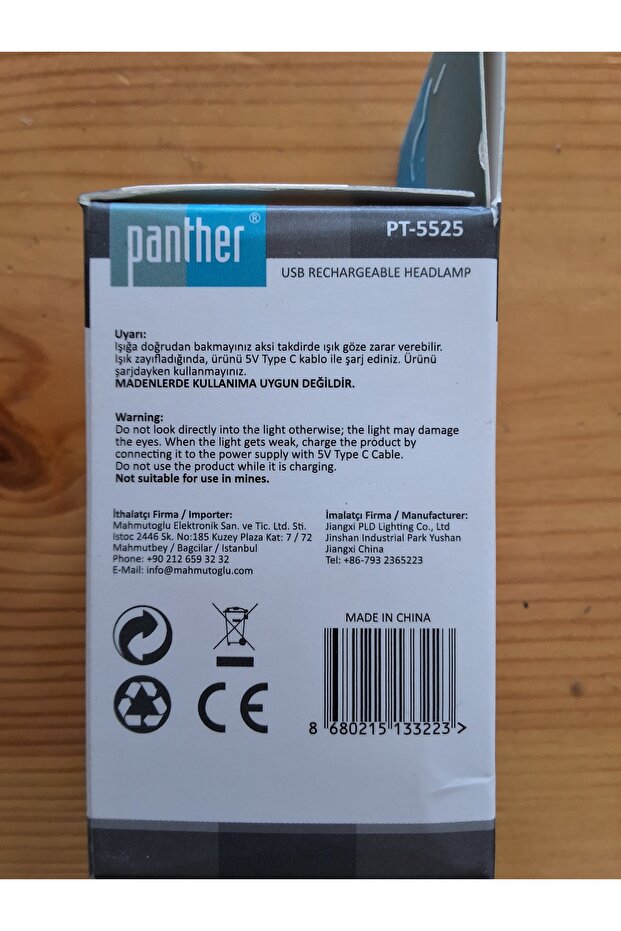 panther®
PT-5525
USB RECHARGEABLE HEADLAMP
Uyarı:
Işığa doğrudan bakmayınız aksi takdirde ışık göze zarar verebilir.
Işık zayıfladığında, ürünü 5V Type C kablo ile şarj ediniz. Ürünü
şarjdayken kullanmayınız.
MADENLERDE KULLANIMA UYGUN DEĞİLDİR.
Warning:
Do not look directly into the light otherwise; the light may damage
the eyes. When the light gets weak, charge the product by
connecting it to the power supply with 5V Type C Cable.
Do not use the product while it is charging.
Not suitable for use in mines.
İthalatçı Firma / Importer:
Mahmutoglu Elektronik San. ve Tic. Ltd. Sti.
Istoc 2446 Sk. No:185 Kuzey Plaza Kat: 7 / 72
Mahmutbey / Bagcilar / Istanbul
Phone: +90 212 659 32 32
E-Mail: info@mahmutoglu.com
İmalatçı Firma / Manufacturer:
Jiangxi PLD Lighting Co., Ltd
Jinshan Industrial Park Yushan
Jiangxi China
Tel: +86-793 2365223
CE
MADE IN CHINA
8 680215 133223 >